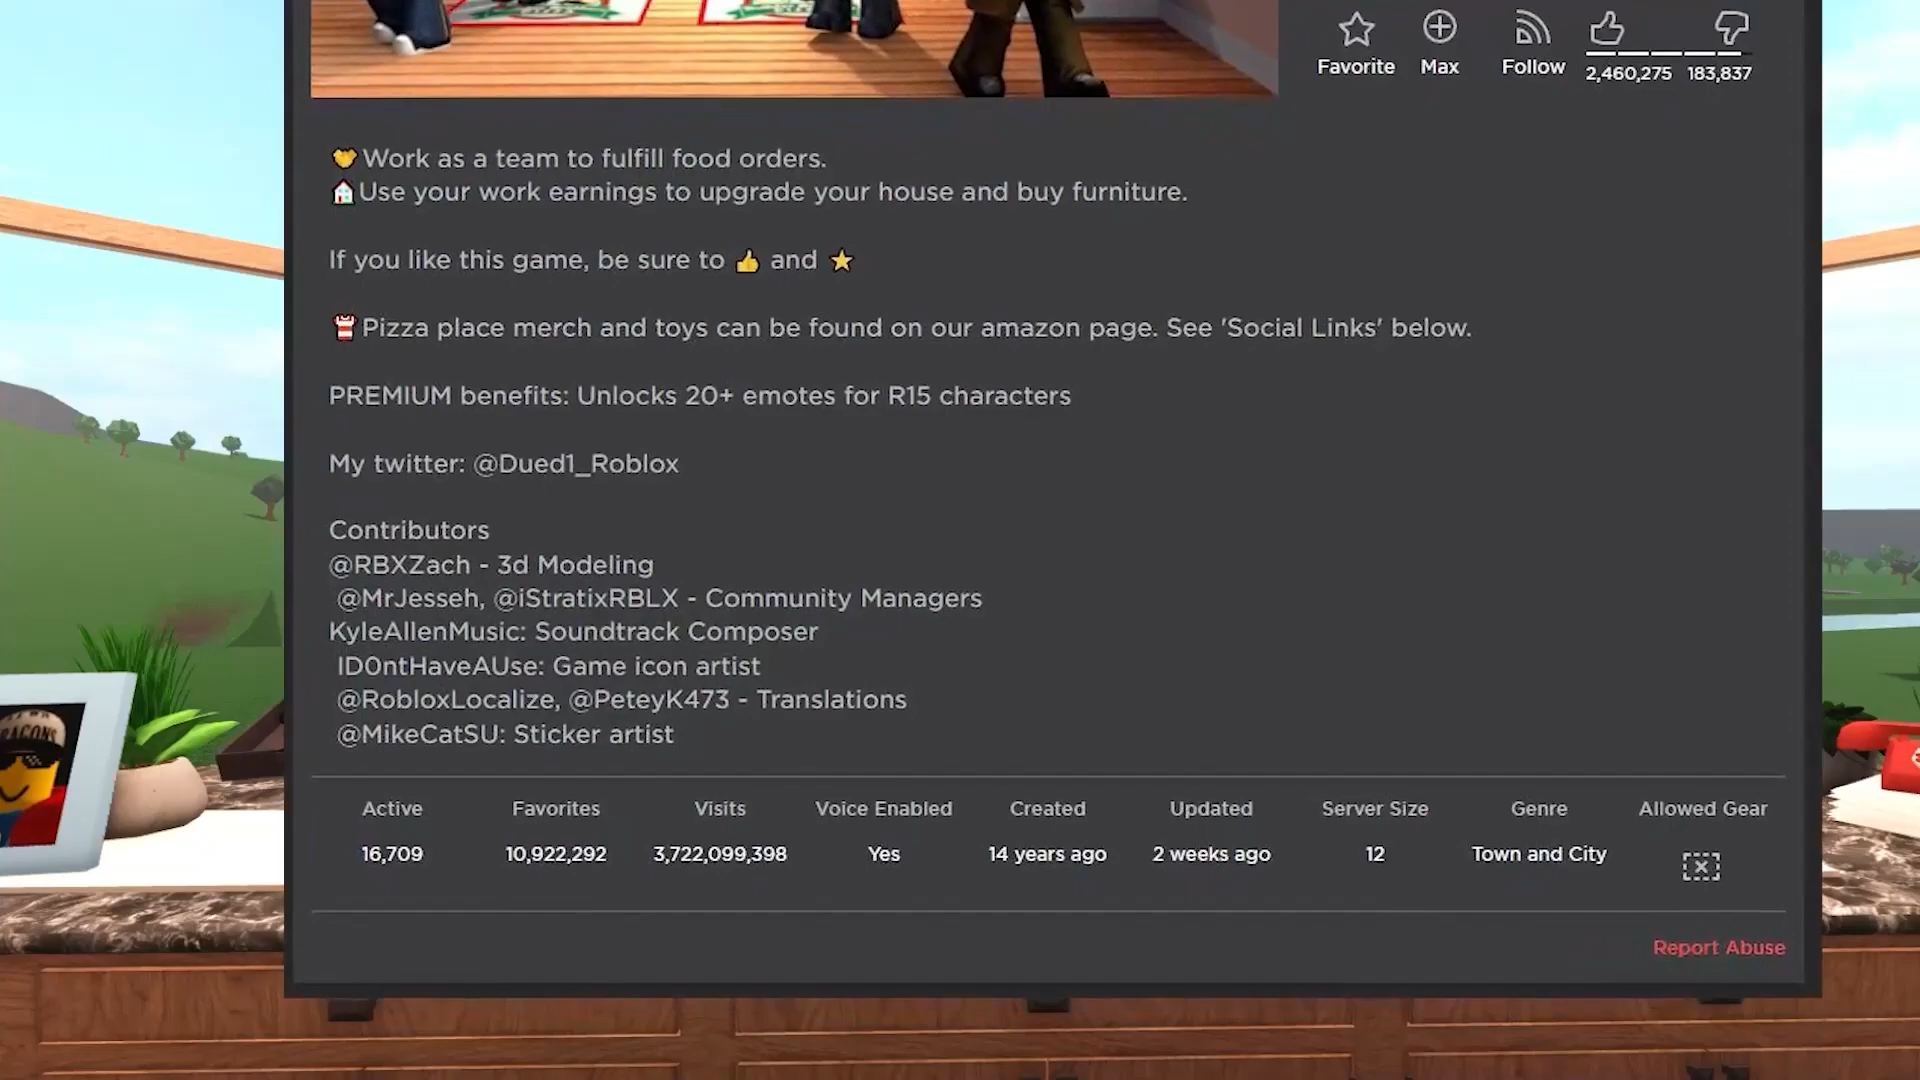 Favorite Max Follow 2,460,275 183,837
Work as a team to fulfill food orders.
Use your work earnings to upgrade your house and buy furniture.
If you like this game, be sure to 👍 and ⭐
Pizza place merch and toys can be found on our amazon page. See 'Social Links' below.
PREMIUM benefits: Unlocks 20+ emotes for R15 characters
My twitter: @Dued1_Roblox
Contributors
@RBXZach - 3d Modeling
@MrJesseh, @iStratixRBLX - Community Managers
KyleAllenMusic: Soundtrack Composer
ID0ntHaveAUse: Game icon artist
@RobloxLocalize, @PeteyK473 - Translations
@MikeCatSU: Sticker artist
Active Favorites Visits Voice Enabled Created Updated Server Size Genre Allowed Gear
16,709 10,922,292 3,722,099,398 Yes 14 years ago 2 weeks ago 12 Town and City
Report Abuse